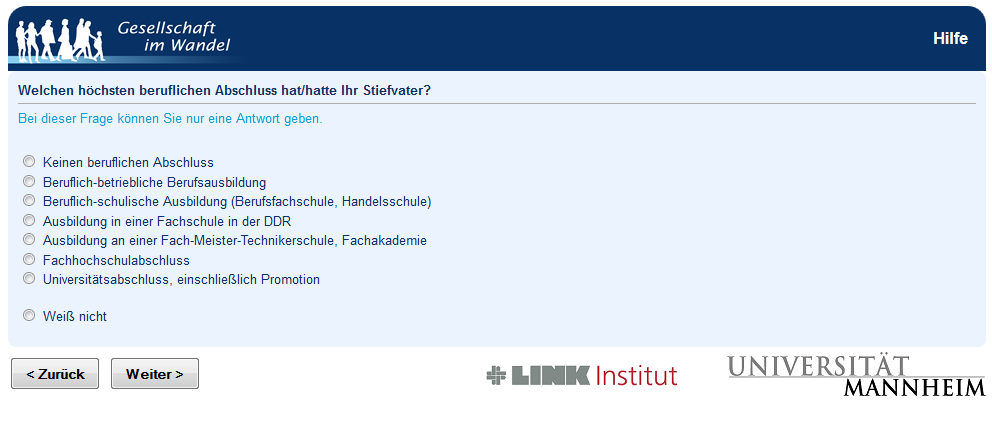 Gesellschaft
im Wandel
Hilfe
Welchen höchsten beruflichen Abschluss hat/hatte Ihr Stiefvater?
Bei dieser Frage können Sie nur eine Antwort geben.
Keinen beruflichen Abschluss
Beruflich-betriebliche Berufsausbildung
Beruflich-schulische Ausbildung (Berufsfachschule, Handelsschule)
Ausbildung in einer Fachschule in der DDR
Ausbildung an einer Fach-Meister-Technikerschule, Fachakademie
Fachhochschulabschluss
Universitätsabschluss, einschließlich Promotion
Weiß nicht
< Zurück
Weiter >
LINK Institut
UNIVERSITÄT
MANNHEIM